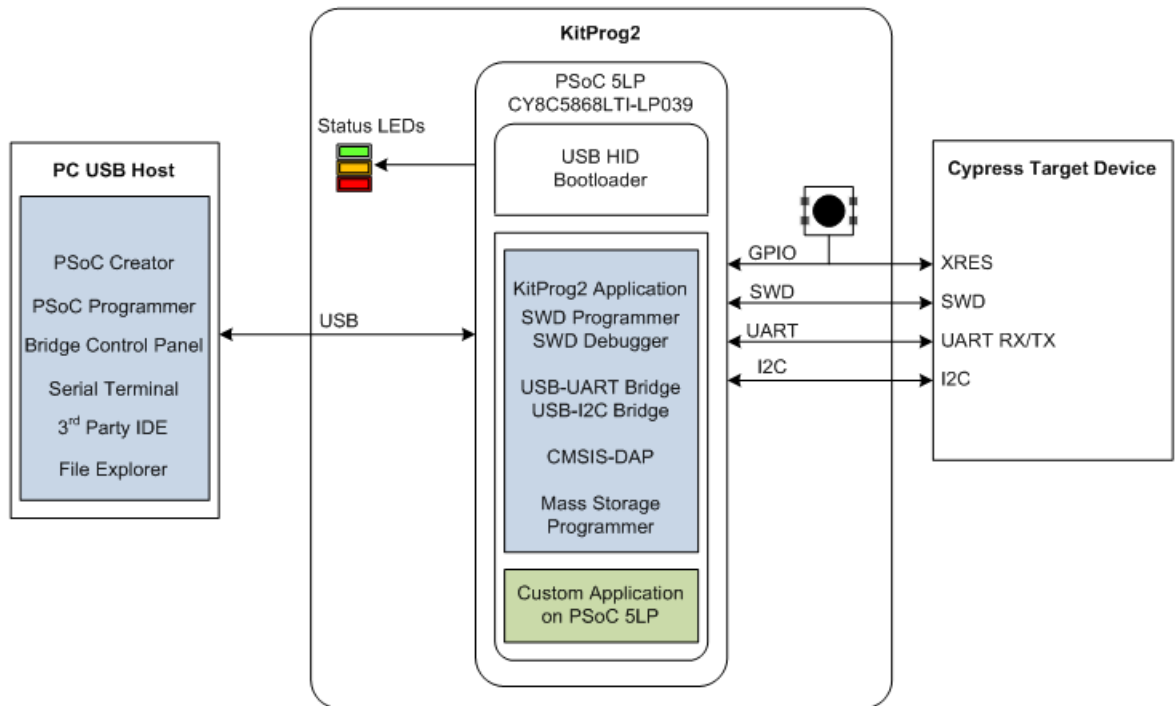 KitProg2
PSoC 5LP
CY8C5868LTI-LP039
Status LEDs
USB HID
Bootloader
PC USB Host
PSoC Creator
PSoC Programmer
Bridge Control Panel
Serial Terminal
3rd Party IDE
File Explorer
USB
KitProg2 Application
SWD Programmer
SWD Debugger
USB-UART Bridge
USB-I2C Bridge
CMSIS-DAP
Mass Storage
Programmer
Custom Application
on PSoC 5LP
GPIO
SWD
UART
I2C
Cypress Target Device
XRES
SWD
UART RX/TX
I2C